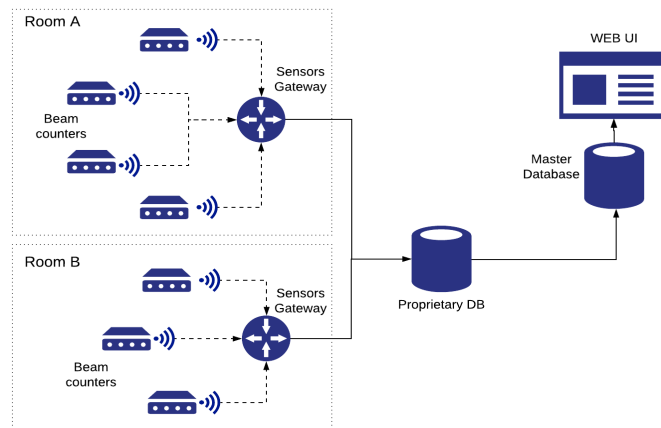 Room A
Sensors
Gateway
Beam
counters
WEB UI
Master
Database
Room B
Sensors
Gateway
Proprietary DB
Beam
counters